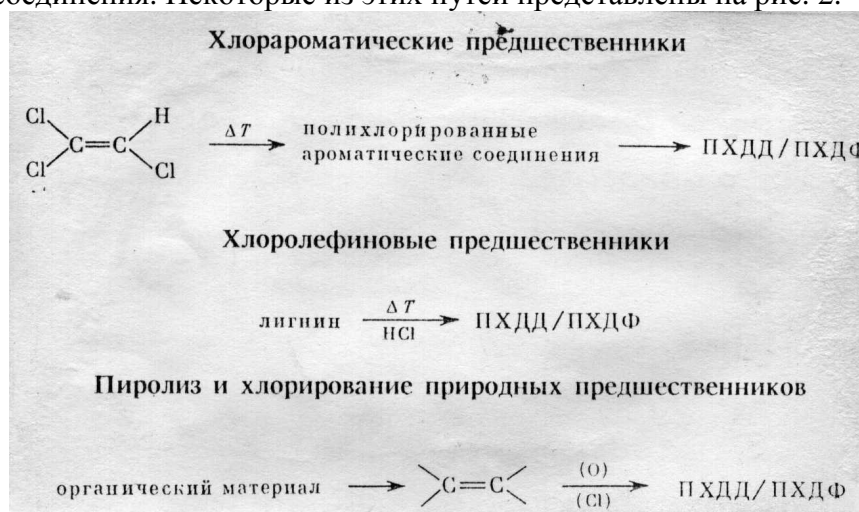 соединения. Некоторые из этих путей представлены на рис. 2.
Хлорароматические предшественники
Cl Cl C=C H Cl ΔT полихлорированные ароматические соединения ПХДД/ПХДФ
Хлоролефиновые предшественники
лигнин ΔT HCl ПХДД/ПХДФ
Пиролиз и хлорирование природных предшественников
органический материал C=C (O) (Cl) ПХДД/ПХДФ